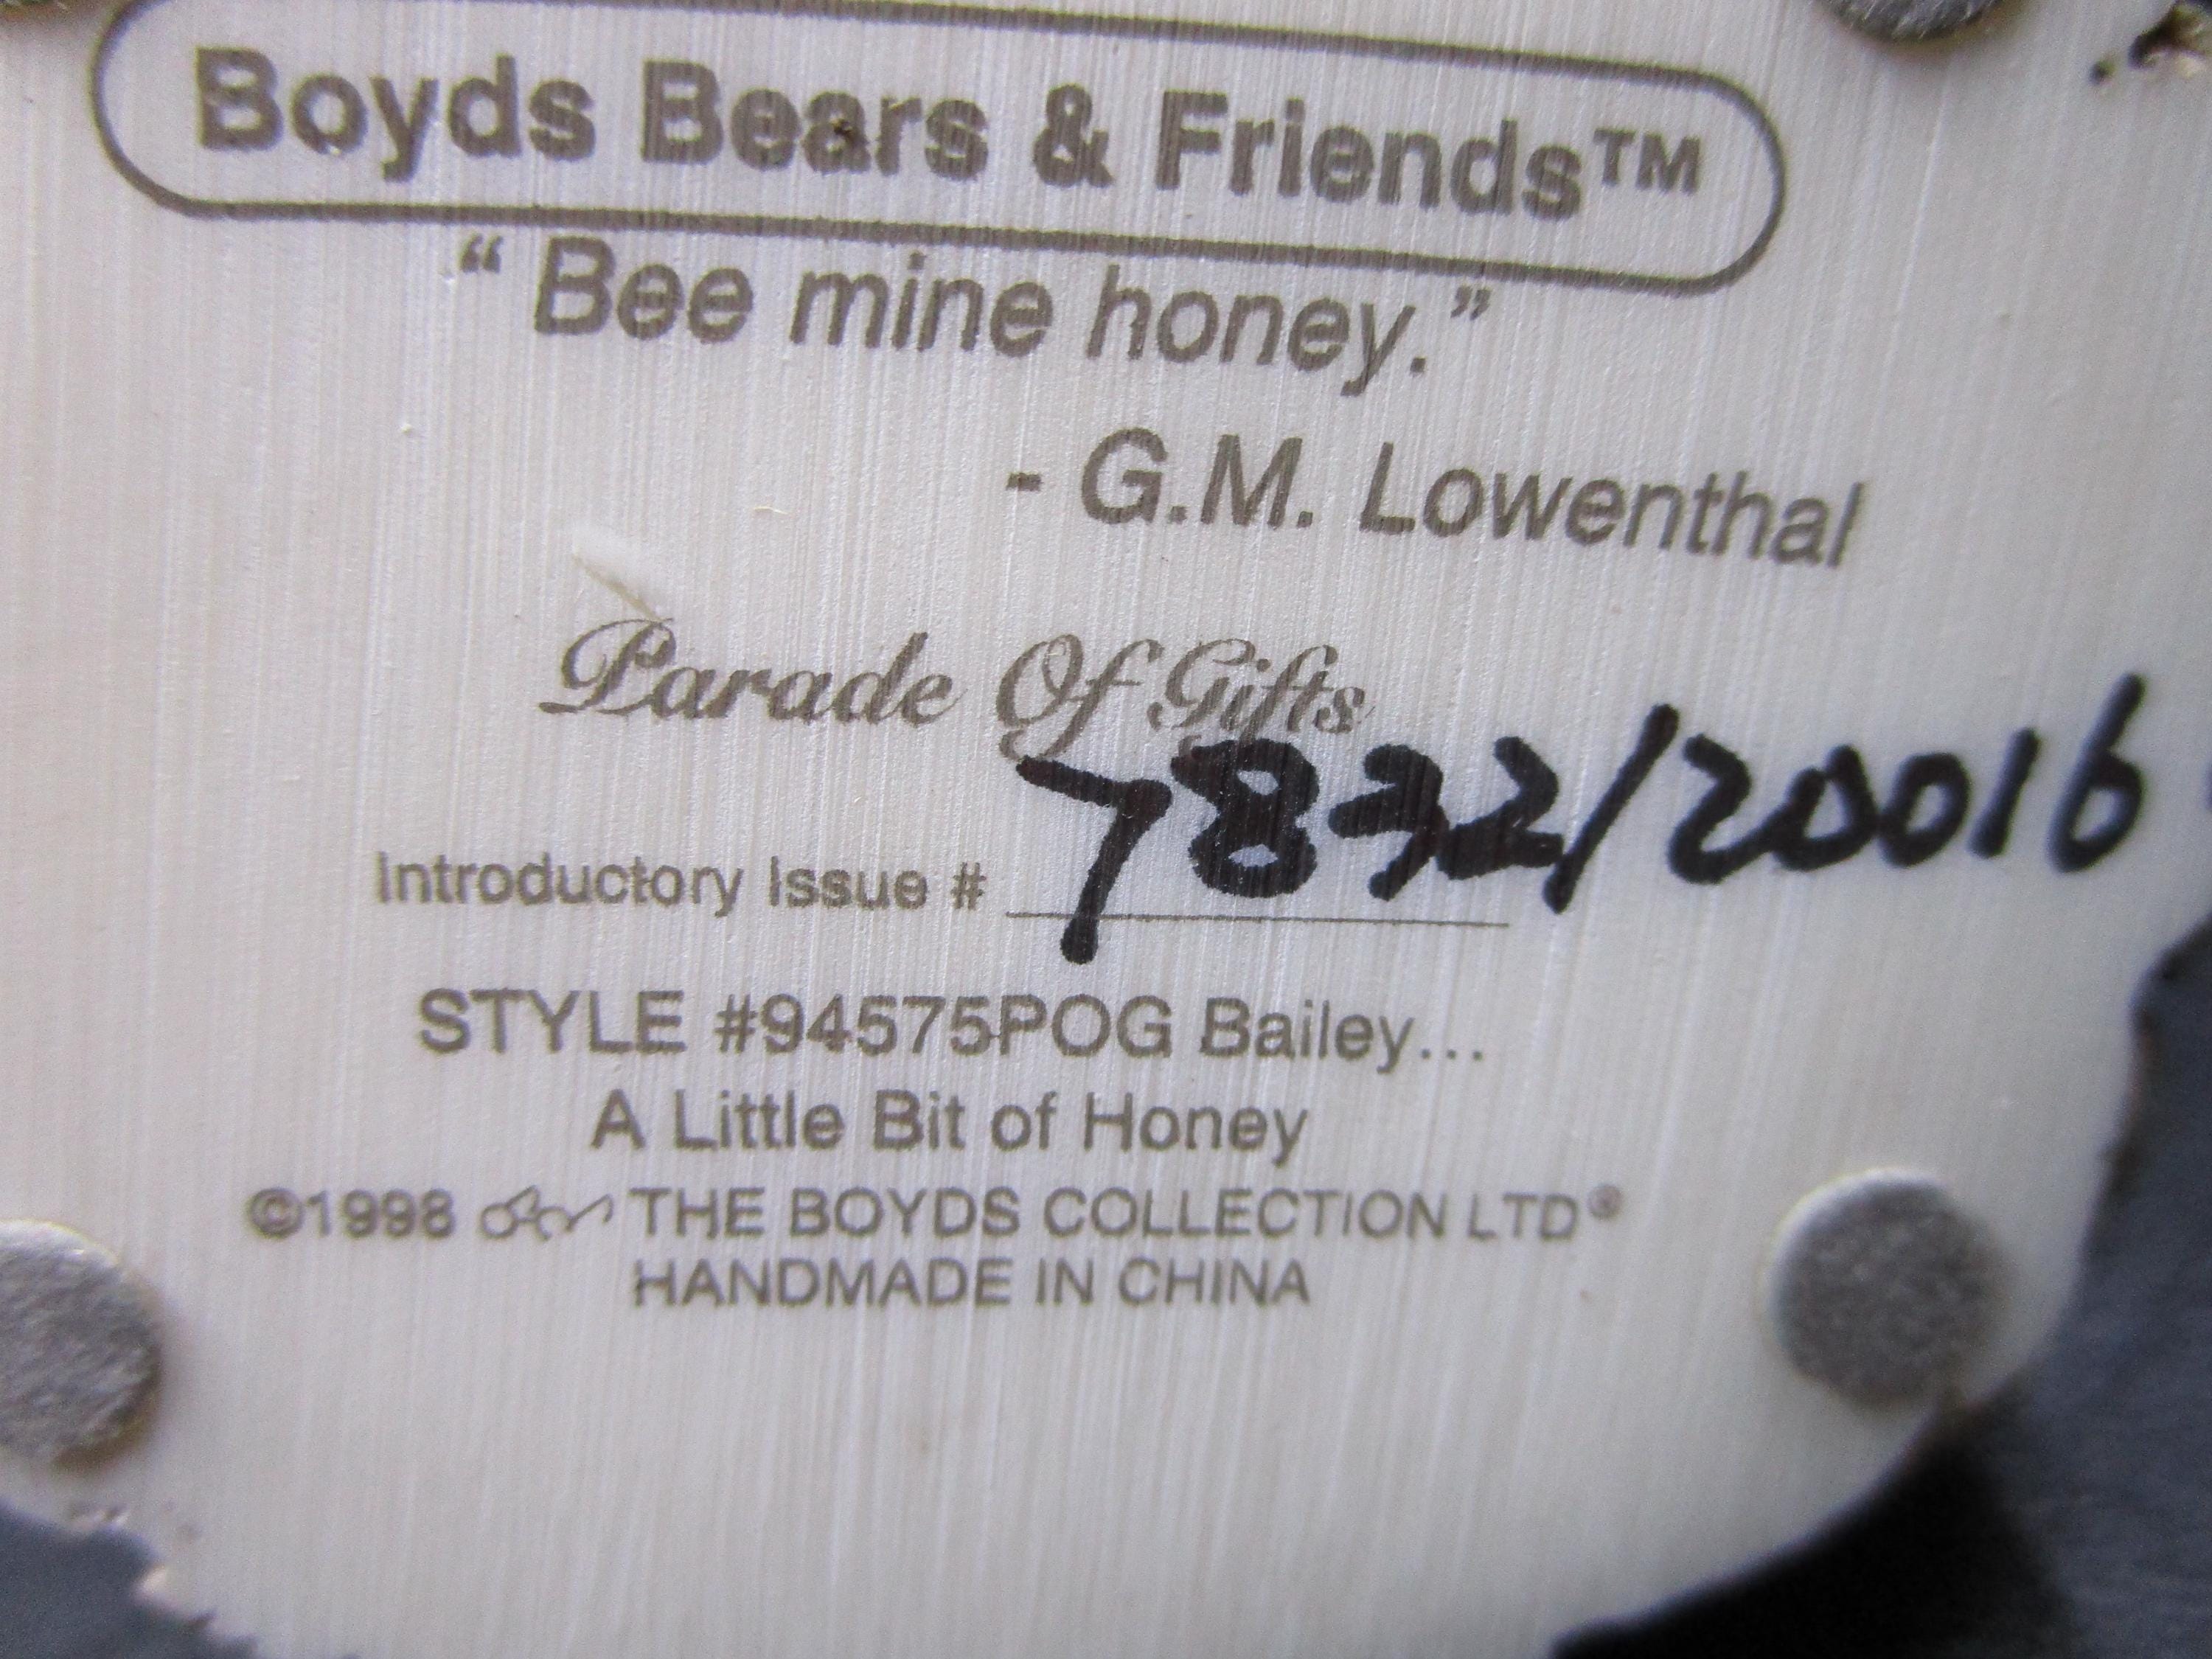 Boyds Bears & Friends™
“ Bee mine honey.”
- G.M. Lowenthal
Parade Of Gifts
Introductory Issue # 7832/20016
STYLE #94575POG Bailey...
A Little Bit of Honey
©1998 THE BOYDS COLLECTION LTD®
HANDMADE IN CHINA